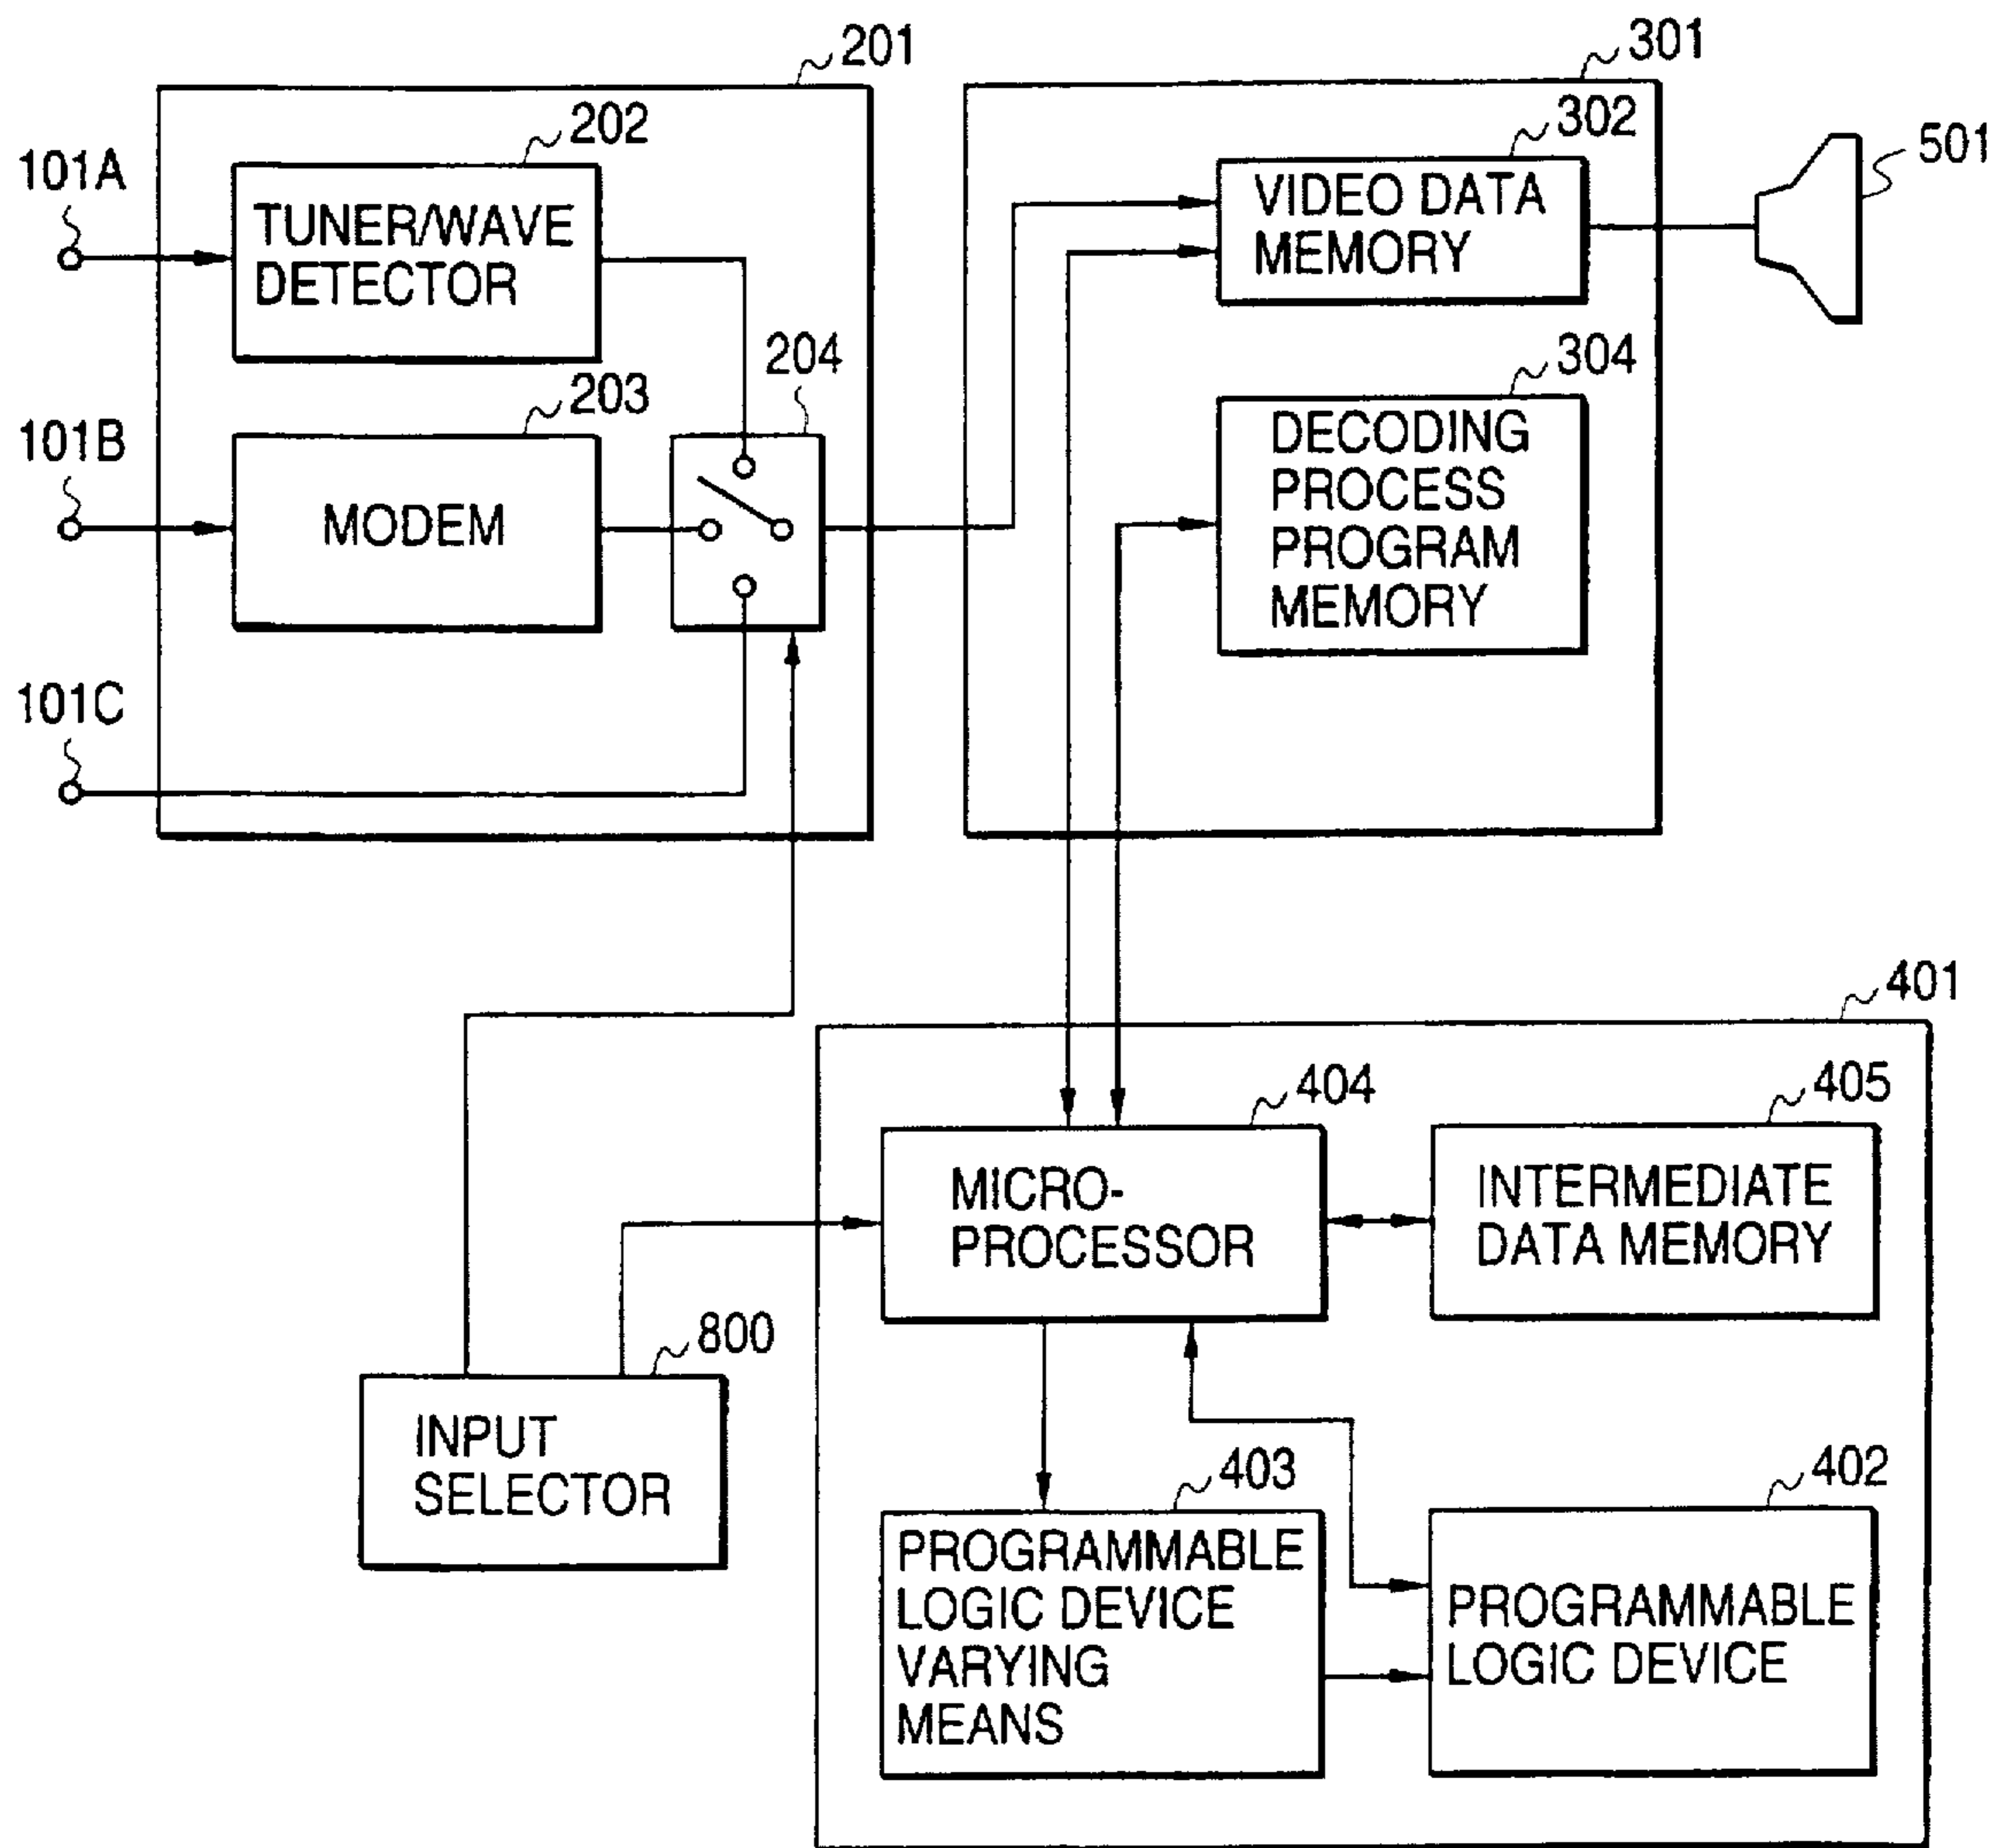 201
202
101A
TUNER/WAVE
DETECTOR
204
203
101B
MODEM
101C
301
302
VIDEO DATA
MEMORY
501
304
DECODING
PROCESS
PROGRAM
MEMORY
401
404
MICRO-
PROCESSOR
405
INTERMEDIATE
DATA MEMORY
800
INPUT
SELECTOR
403
PROGRAMMABLE
LOGIC DEVICE
VARYING
MEANS
402
PROGRAMMABLE
LOGIC DEVICE